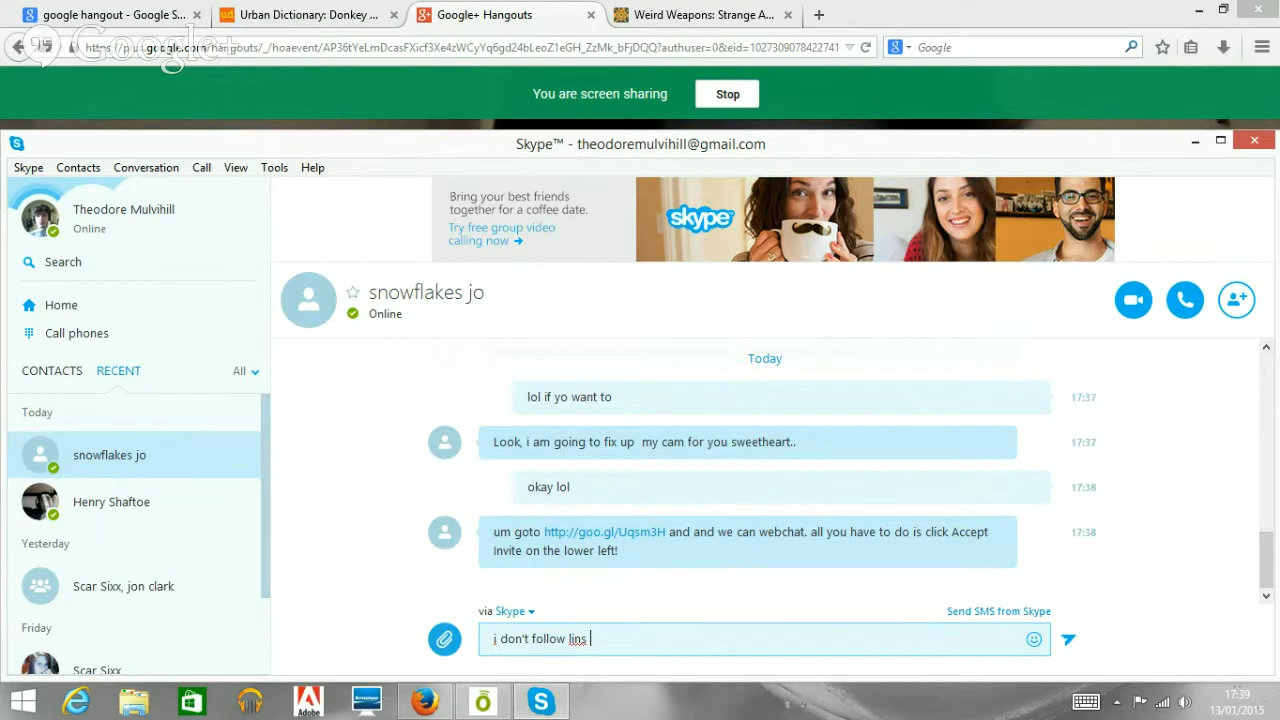 google hangout - Google S...
Urban Dictionary: Donkey ...
Google+ Hangouts
Weird Weapons: Strange A...
Google
You are screen sharing
Stop
Skype™ - theodoremulvihill@gmail.com
Skype Contacts Conversation Call View Tools Help
Theodore Mulvihill
Online
Bring your best friends
together for a coffee date.
Try free group video
calling now
skype
Search
Home
Call phones
CONTACTS RECENT All
Today
snowflakes jo
Henry Shaftoe
Yesterday
Scar Sixx, jon clark
Friday
Scar Sixx
snowflakes jo
Online
Today
lol if yo want to 17:37
Look, i am going to fix up my cam for you sweetheart.. 17:37
okay lol 17:38
um goto http://goo.gl/Uqsm3H and and we can webchat. all you have to do is click Accept 17:38
Invite on the lower left!
via Skype
Send SMS from Skype
i don't follow lins
Adobe
17:39
13/01/2015